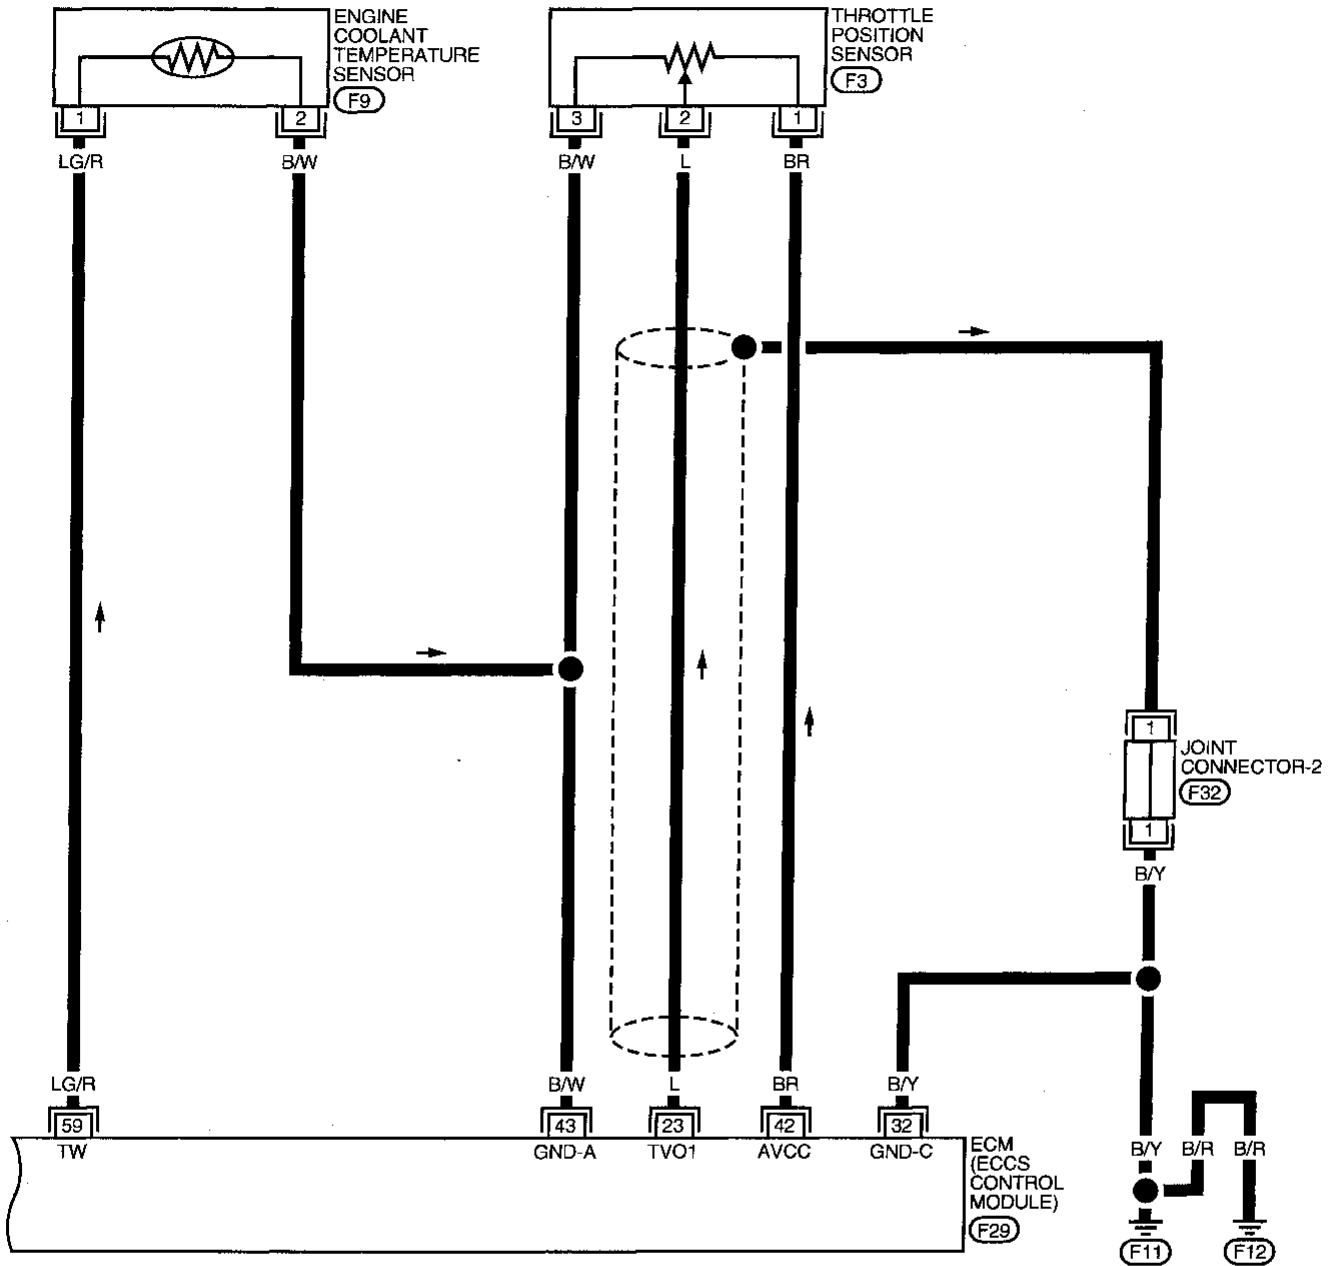 ENGINE
COOLANT
TEMPERATURE
SENSOR
F9
THROTTLE
POSITION
SENSOR
F3
1
2
3
2
1
LG/R
B/W
B/W
L
BR
1
JOINT
CONNECTOR-2
F32
1
B/Y
LG/R
B/W
L
BR
B/Y
59
43
23
42
32
TW
GND-A
TVO1
AVCC
GND-C
ECM
(ECCS
CONTROL
MODULE)
F29
B/Y
B/R
B/R
F11
F12